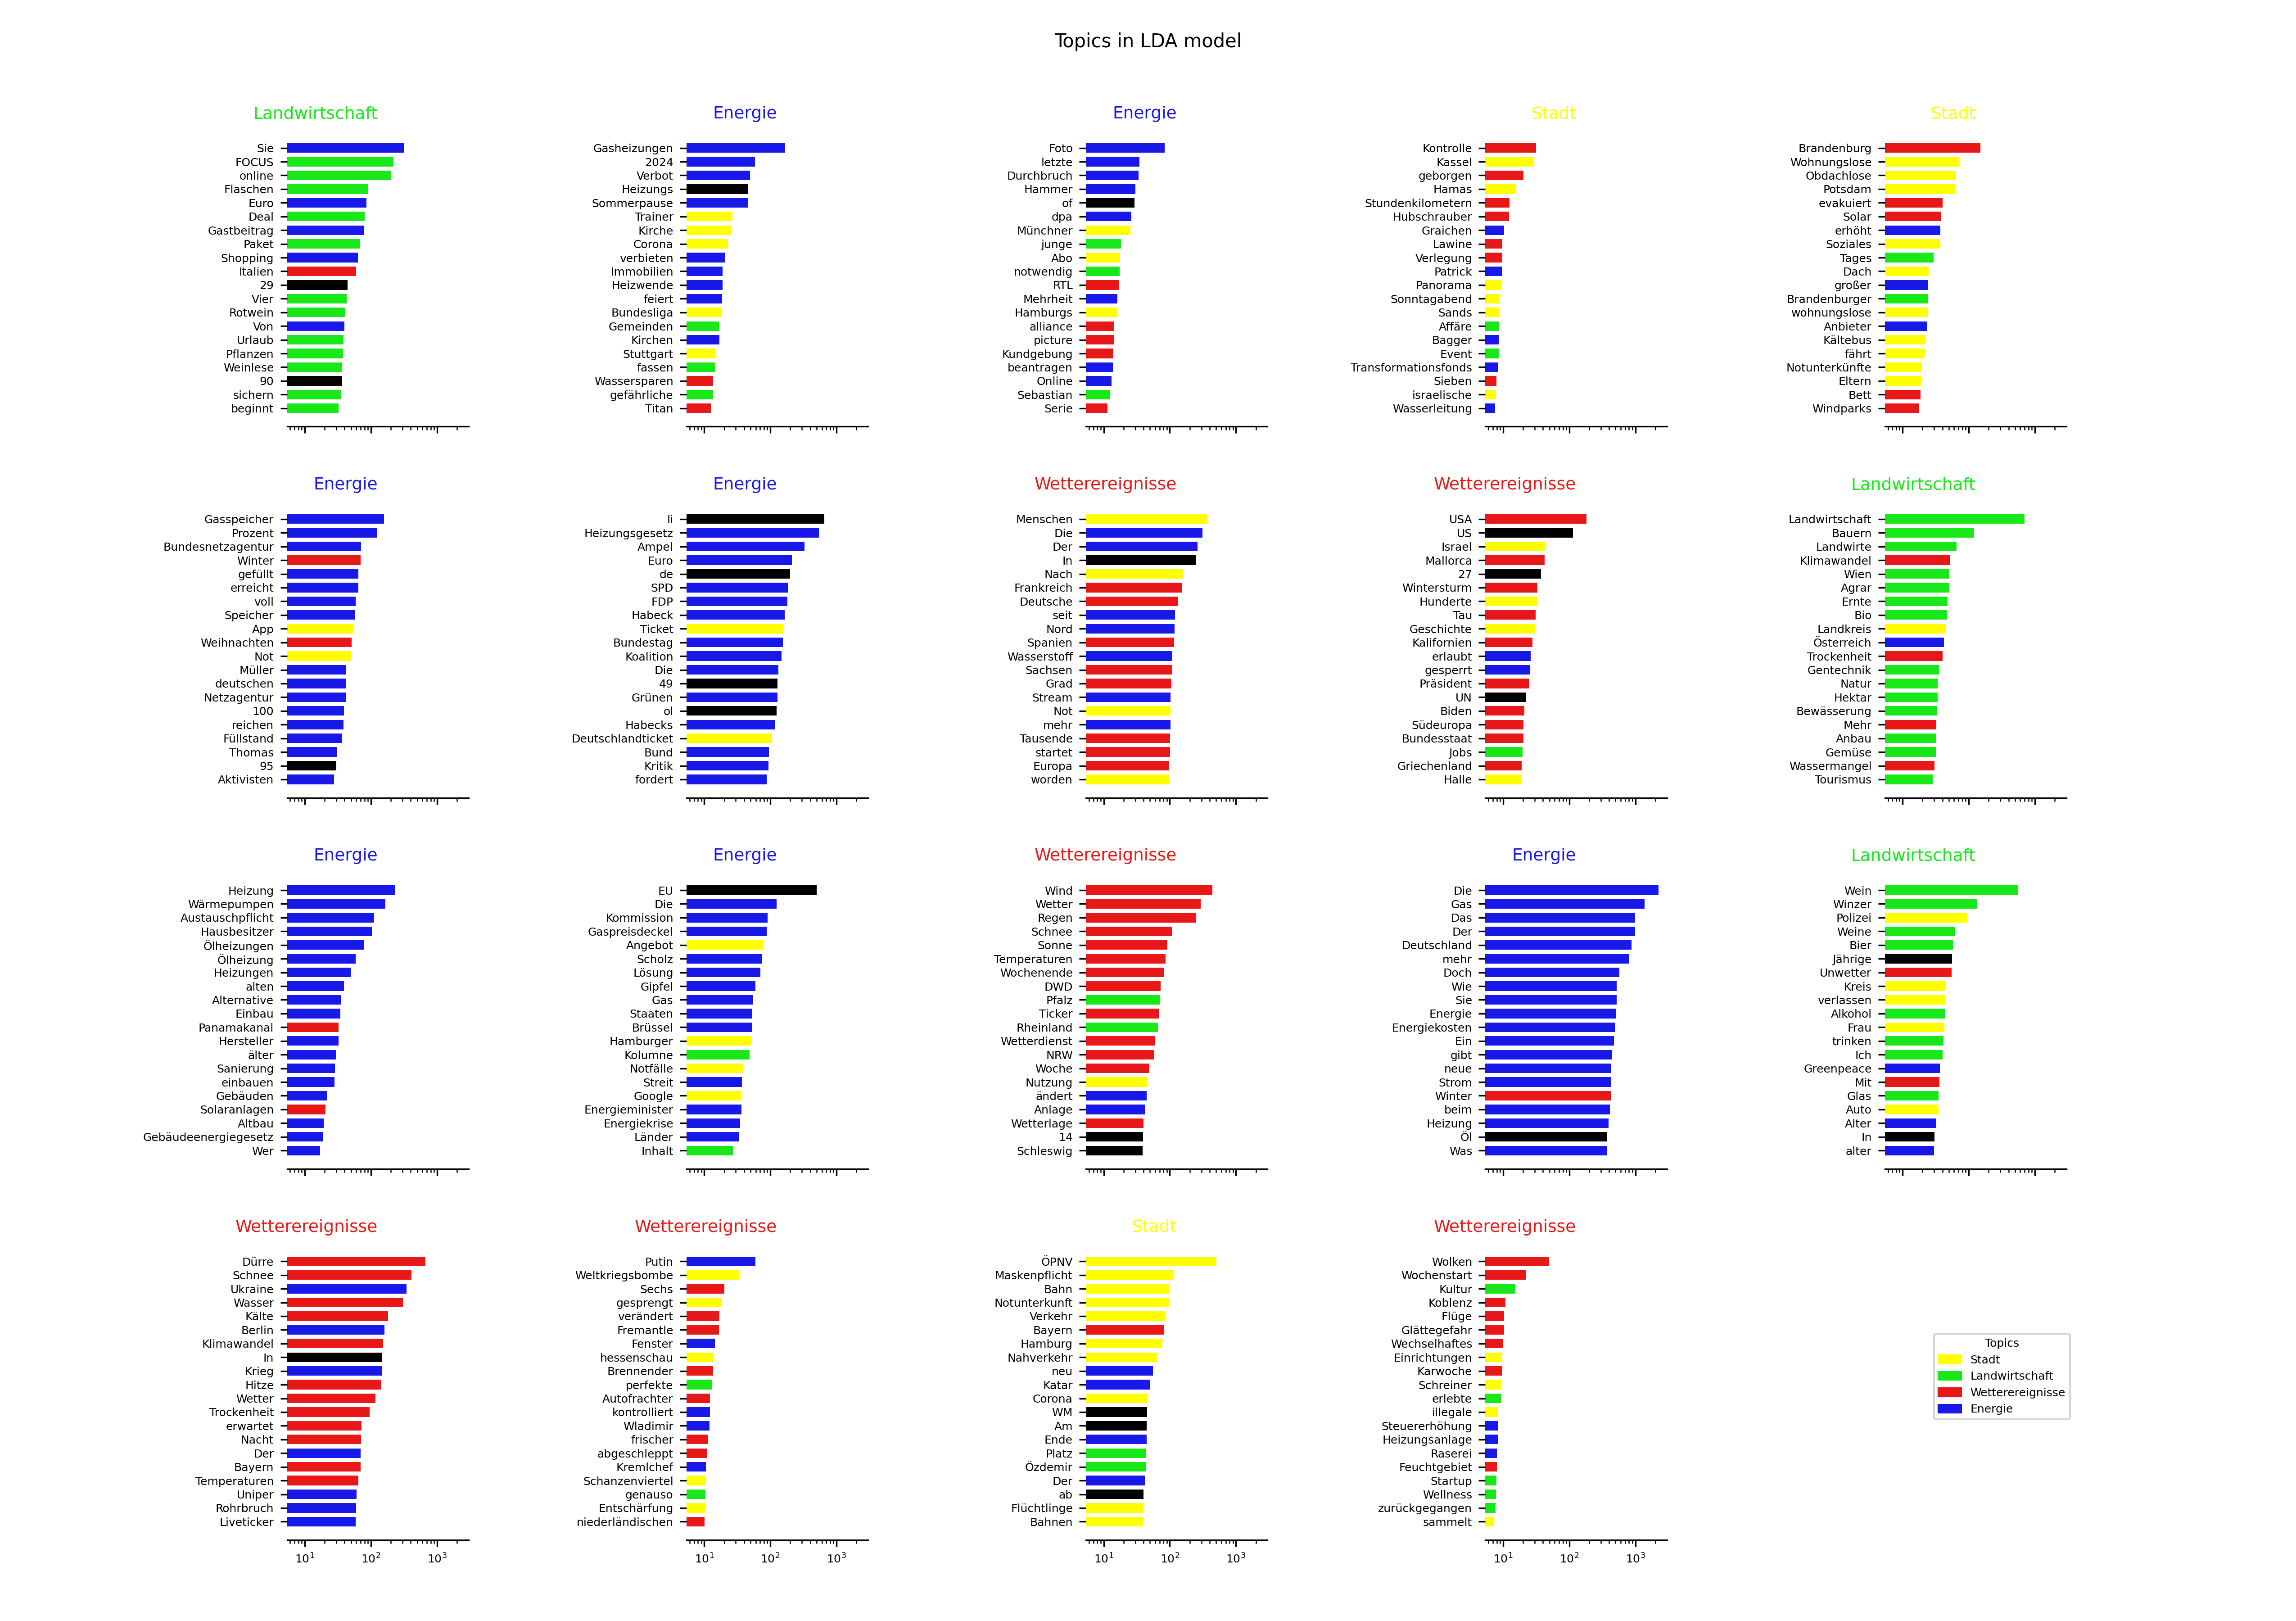 Topics in LDA model
Landwirtschaft
Sie
FOCUS
online
Flaschen
Euro
Deal
Gastbeitrag
Paket
Shopping
Italien
29
Vier
Rotwein
Von
Urlaub
Pflanzen
Weinlese
90
sichern
beginnt
Energie
Gasheizungen
2024
Verbot
Heizungs
Sommerpause
Trainer
Kirche
Corona
verbieten
Immobilien
Heizwende
feiert
Bundesliga
Gemeinden
Kirchen
Stuttgart
fassen
Wassersparen
gefährliche
Titan
Energie
Foto
letzte
Durchbruch
Hammer
of
dpa
Münchner
junge
Abo
notwendig
RTL
Mehrheit
Hamburgs
alliance
picture
Kundgebung
beantragen
Online
Sebastian
Serie
Stadt
Kontrolle
Kassel
geborgen
Hamas
Stundenkilometern
Hubschrauber
Graichen
Lawine
Verlegung
Patrick
Panorama
Sonntagabend
Sands
Affäre
Bagger
Event
Transformationsfonds
Sieben
israelische
Wasserleitung
Stadt
Brandenburg
Wohnungslose
Obdachlose
Potsdam
evakuiert
Solar
erhöht
Soziales
Tages
Dach
großer
Brandenburger
wohnungslose
Anbieter
Kältebus
fährt
Notunterkünfte
Eltern
Bett
Windparks
Energie
Gasspeicher
Prozent
Bundesnetzagentur
Winter
gefüllt
erreicht
voll
Speicher
App
Weihnachten
Not
Müller
deutschen
Netzagentur
100
reichen
Füllstand
Thomas
95
Aktivisten
Energie
li
Heizungsgesetz
Ampel
Euro
de
SPD
FDP
Habeck
Ticket
Bundestag
Koalition
Die
49
Grünen
ol
Habecks
Deutschlandticket
Bund
Kritik
fordert
Wetterereignisse
Menschen
Die
Der
In
Nach
Frankreich
Deutsche
seit
Nord
Spanien
Wasserstoff
Sachsen
Grad
Stream
Not
mehr
Tausende
startet
Europa
worden
Wetterereignisse
USA
US
Israel
Mallorca
27
Wintersturm
Hunderte
Tau
Geschichte
Kalifornien
erlaubt
gesperrt
Präsident
UN
Biden
Südeuropa
Bundesstaat
Jobs
Griechenland
Halle
Landwirtschaft
Landwirtschaft
Bauern
Landwirte
Klimawandel
Wien
Agrar
Ernte
Bio
Landkreis
Österreich
Trockenheit
Gentechnik
Natur
Hektar
Bewässerung
Mehr
Anbau
Gemüse
Wassermangel
Tourismus
Energie
Heizung
Wärmepumpen
Austauschpflicht
Hausbesitzer
Ölheizungen
Ölheizung
Heizungen
alten
Alternative
Einbau
Panamakanal
Hersteller
älter
Sanierung
einbauen
Gebäuden
Solaranlagen
Altbau
Gebäudeenergiegesetz
Wer
Energie
EU
Die
Kommission
Gaspreisdeckel
Angebot
Scholz
Lösung
Gipfel
Gas
Staaten
Brüssel
Hamburger
Kolumne
Notfälle
Streit
Google
Energieminister
Energiekrise
Länder
Inhalt
Wetterereignisse
Wind
Wetter
Regen
Schnee
Sonne
Temperaturen
Wochenende
DWD
Pfalz
Ticker
Rheinland
Wetterdienst
NRW
Woche
Nutzung
ändert
Anlage
Wetterlage
14
Schleswig
Energie
Die
Gas
Das
Der
Deutschland
mehr
Doch
Wie
Sie
Energie
Energiekosten
Ein
gibt
neue
Strom
Winter
beim
Heizung
Öl
Was
Landwirtschaft
Wein
Winzer
Polizei
Weine
Bier
Jährige
Unwetter
Kreis
verlassen
Alkohol
Frau
trinken
Ich
Greenpeace
Mit
Glas
Auto
Alter
In
alter
Wetterereignisse
Dürre
Schnee
Ukraine
Wasser
Kälte
Berlin
Klimawandel
In
Krieg
Hitze
Wetter
Trockenheit
erwartet
Nacht
Der
Bayern
Temperaturen
Uniper
Rohrbruch
Liveticker
10¹ 10² 10³
Wetterereignisse
Putin
Weltkriegsbombe
Sechs
gesprengt
verändert
Fremantle
Fenster
hessenschau
Brennender
perfekte
Autofrachter
kontrolliert
Wladimir
frischer
abgeschleppt
Kremlchef
Schanzenviertel
genauso
Entschärfung
niederländischen
10¹ 10² 10³
Stadt
ÖPNV
Maskenpflicht
Bahn
Notunterkunft
Verkehr
Bayern
Hamburg
Nahverkehr
neu
Katar
Corona
WM
Am
Ende
Platz
Özdemir
Der
ab
Flüchtlinge
Bahnen
10¹ 10² 10³
Wetterereignisse
Wolken
Wochenstart
Kultur
Koblenz
Flüge
Glättegefahr
Wechselhaftes
Einrichtungen
Karwoche
Schreiner
erlebte
illegale
Steuererhöhung
Heizungsanlage
Raserei
Feuchtgebiet
Startup
Wellness
zurückgegangen
sammelt
10¹ 10² 10³
Topics
Stadt
Landwirtschaft
Wetterereignisse
Energie